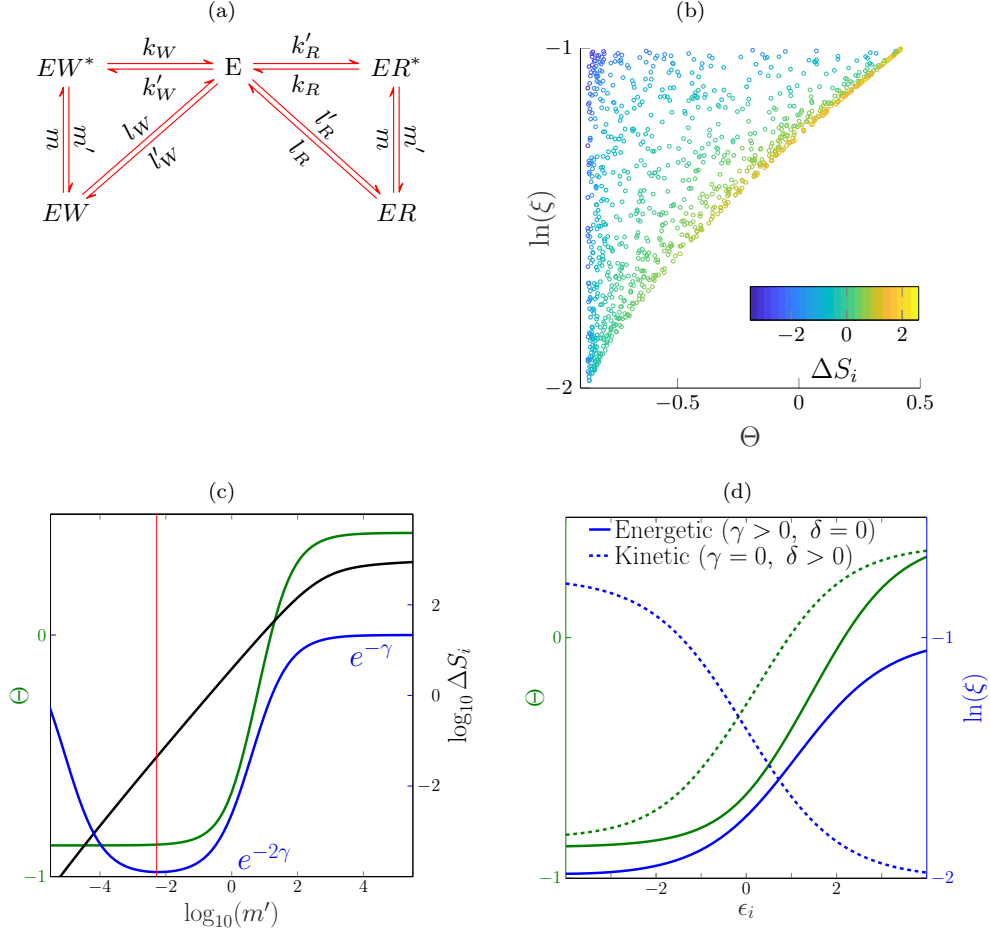 (a)
k_W
k'_R
EW*
E
ER*
k'_W
k_R
m
m'
l_W
l'_W
l'_R
l_R
m
m'
EW
ER
(b)
−1
ln(ξ)
−2
−2
0
2
ΔS_i
−0.5
0
0.5
Θ
(c)
0
Θ
−1
e^{−γ}
e^{−2γ}
2
0
−2
log_10 ΔS_i
−4
−2
0
2
4
log_10(m')
(d)
Energetic (γ > 0, δ = 0)
Kinetic (γ = 0, δ > 0)
0
Θ
−1
−1
ln(ξ)
−2
−2
0
2
ϵ_i